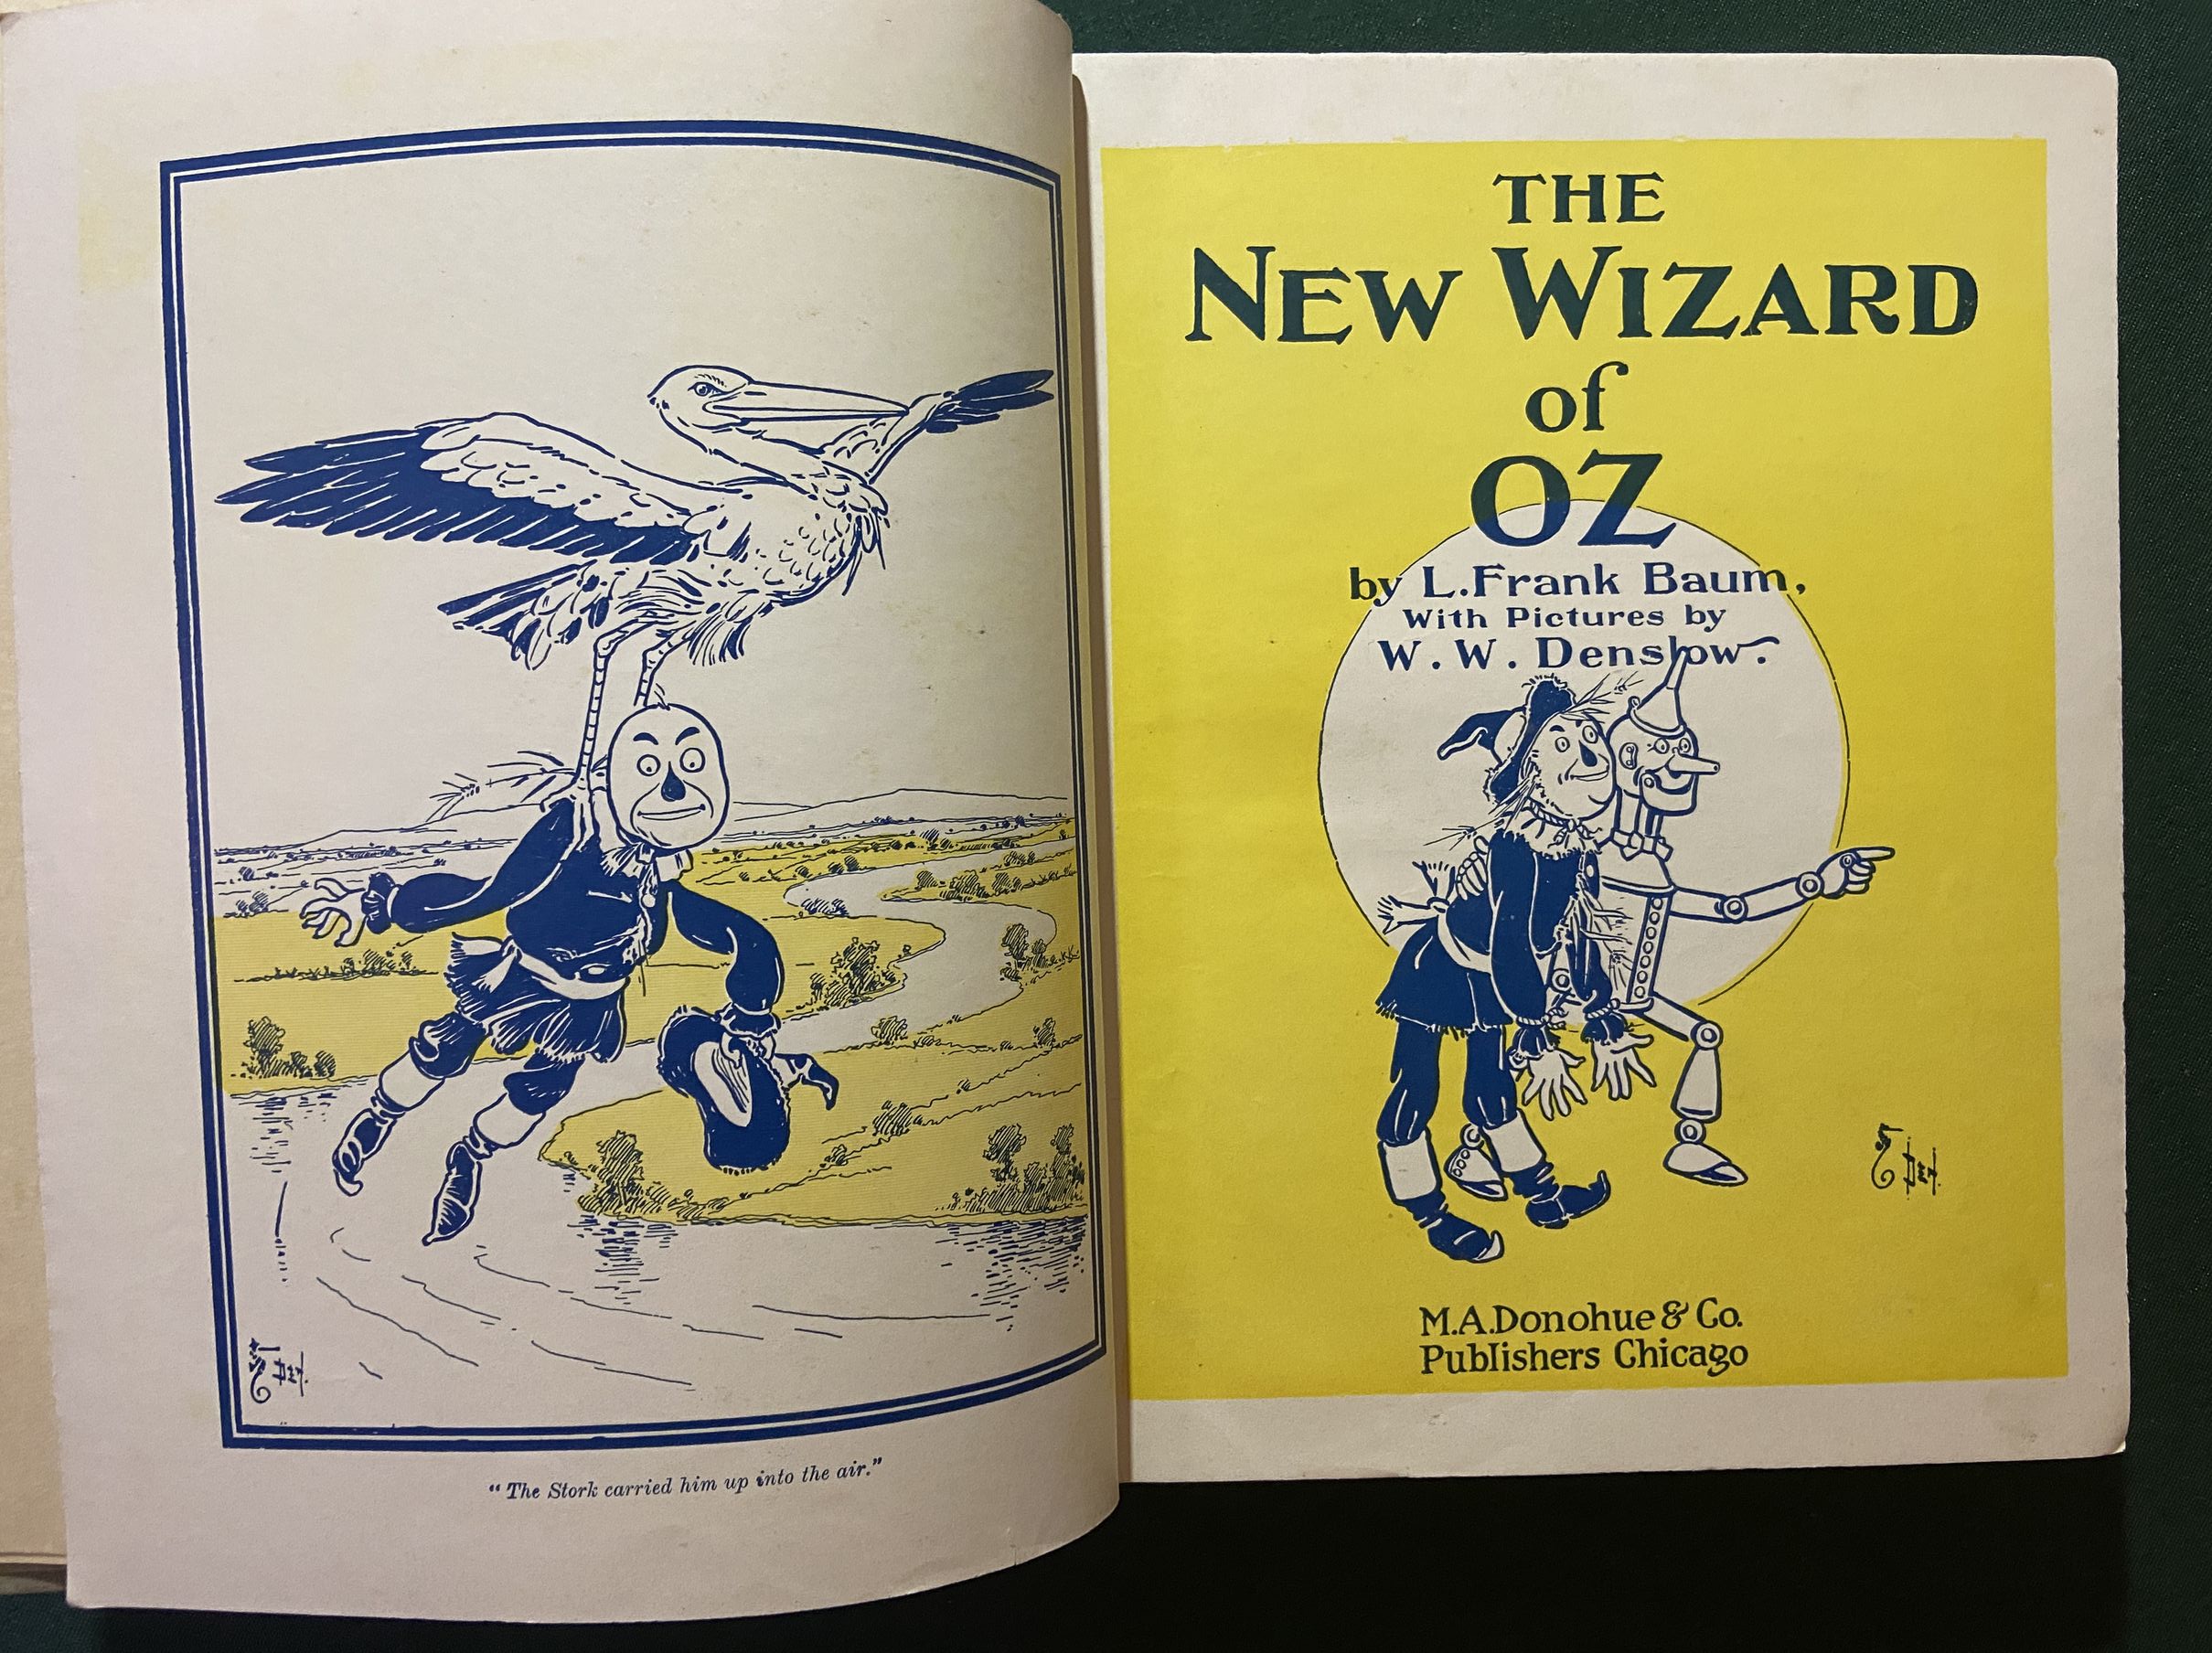 "The Stork carried him up into the air."
THE
NEW WIZARD
of
OZ
by L. Frank Baum,
With Pictures by
W. W. Denslow.
M.A. Donohue & Co.
Publishers Chicago